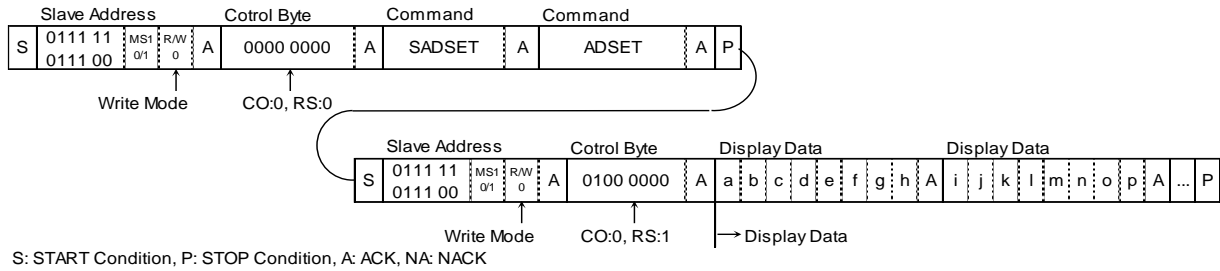 Slave Address Cotrol Byte Command Command
S 0111 11 0111 00 MS1 0/1 R/W 0 A 0000 0000 A SADSET A ADSET A P
Write Mode CO:0, RS:0
Slave Address Cotrol Byte Display Data Display Data
S 0111 11 0111 00 MS1 0/1 R/W 0 A 0100 0000 A a b c d e f g h A i j k l m n o p A ... P
Write Mode CO:0, RS:1 Display Data
S: START Condition, P: STOP Condition, A: ACK, NA: NACK